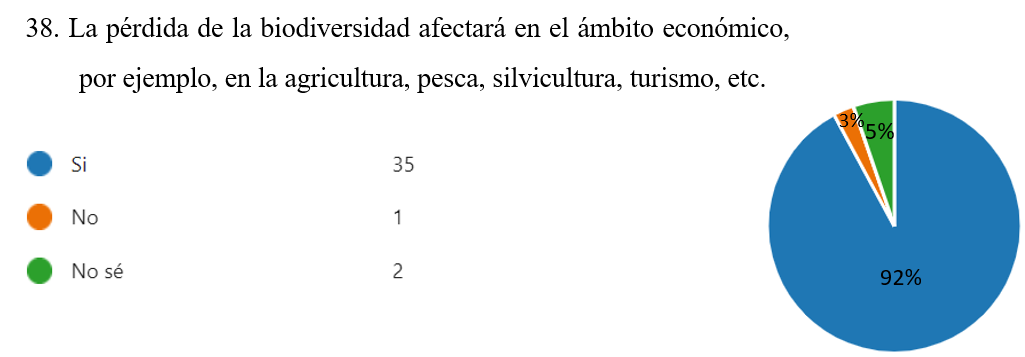 38. La pérdida de la biodiversidad afectará en el ámbito económico,
por ejemplo, en la agricultura, pesca, silvicultura, turismo, etc.
Si 35
No 1
No sé 2
3%
5%
92%